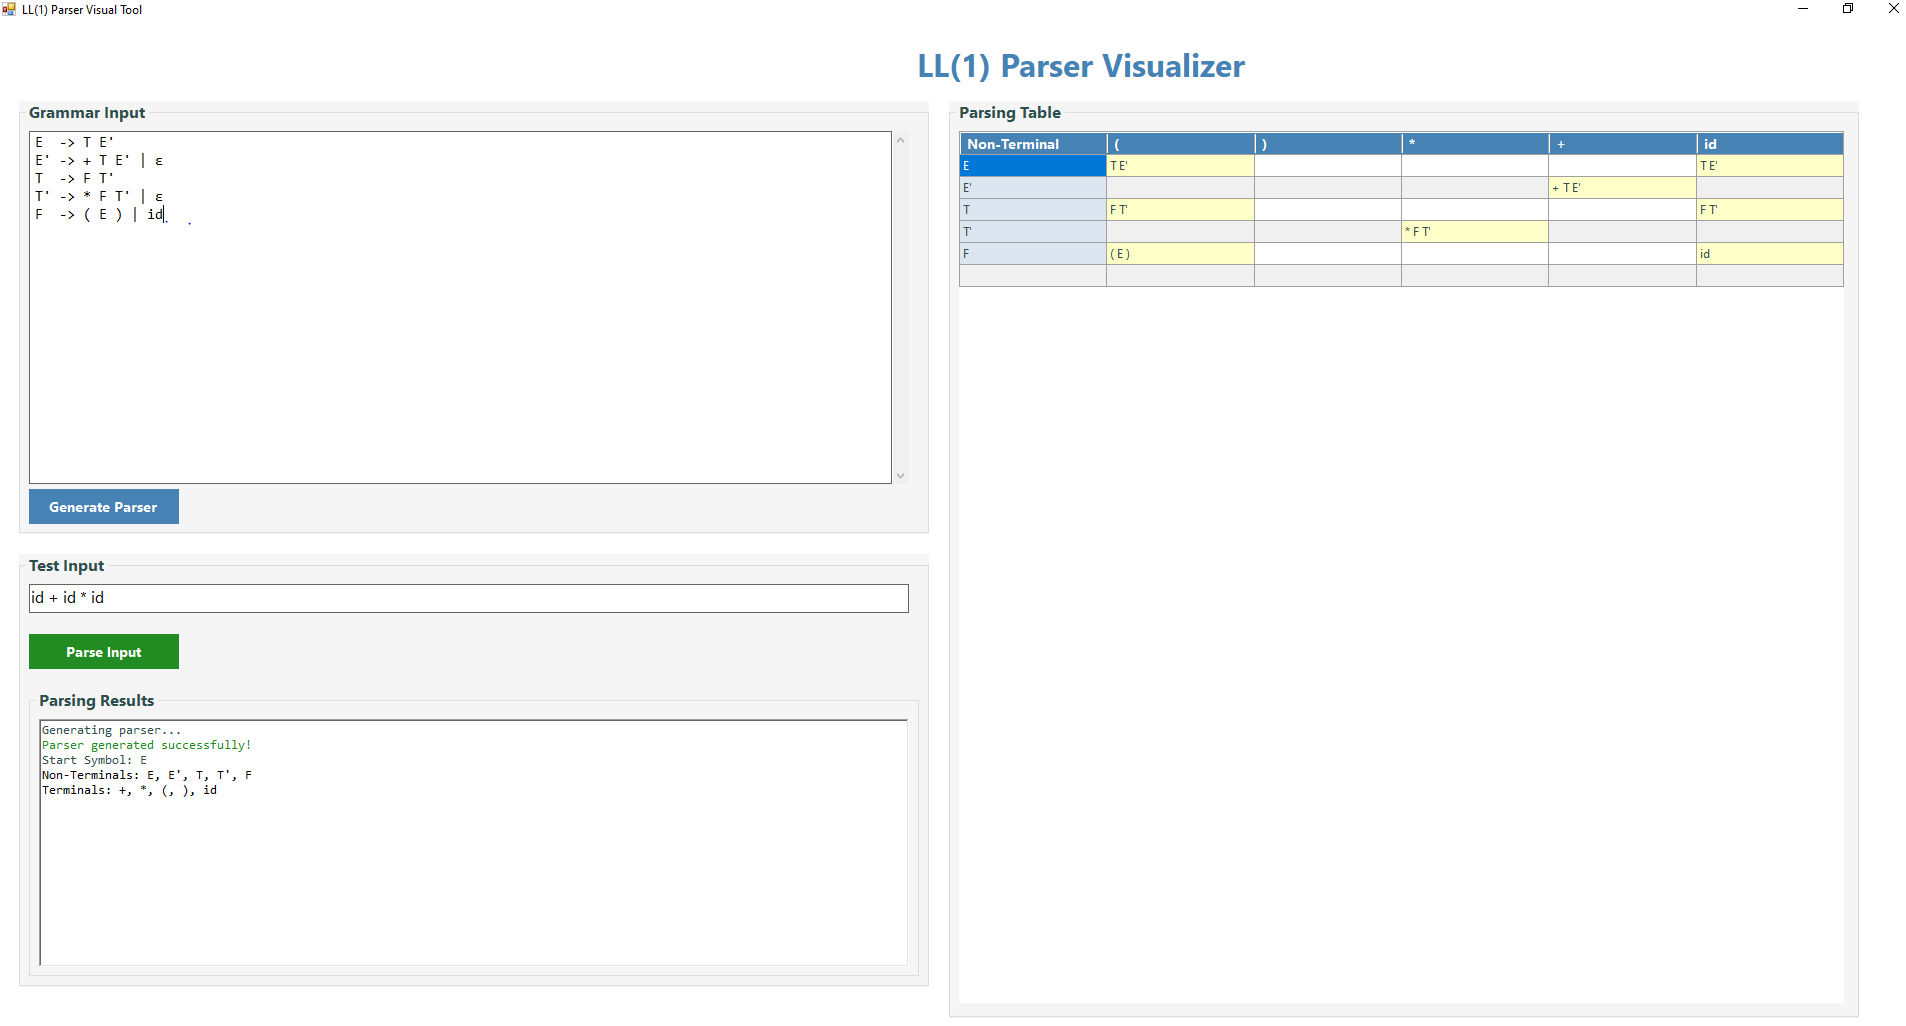 LL(1) Parser Visual Tool
LL(1) Parser Visualizer
Grammar Input
E  -> T E'
E' -> + T E' | ε
T  -> F T'
T' -> * F T' | ε
F  -> ( E ) | id
Generate Parser
Test Input
id + id * id
Parse Input
Parsing Results
Generating parser...
Parser generated successfully!
Start Symbol: E
Non-Terminals: E, E', T, T', F
Terminals: +, *, (, ), id
Parsing Table
Non-Terminal ( ) * + id
E T E' T E'
E' + T E'
T F T' F T'
T' * F T'
F ( E ) id